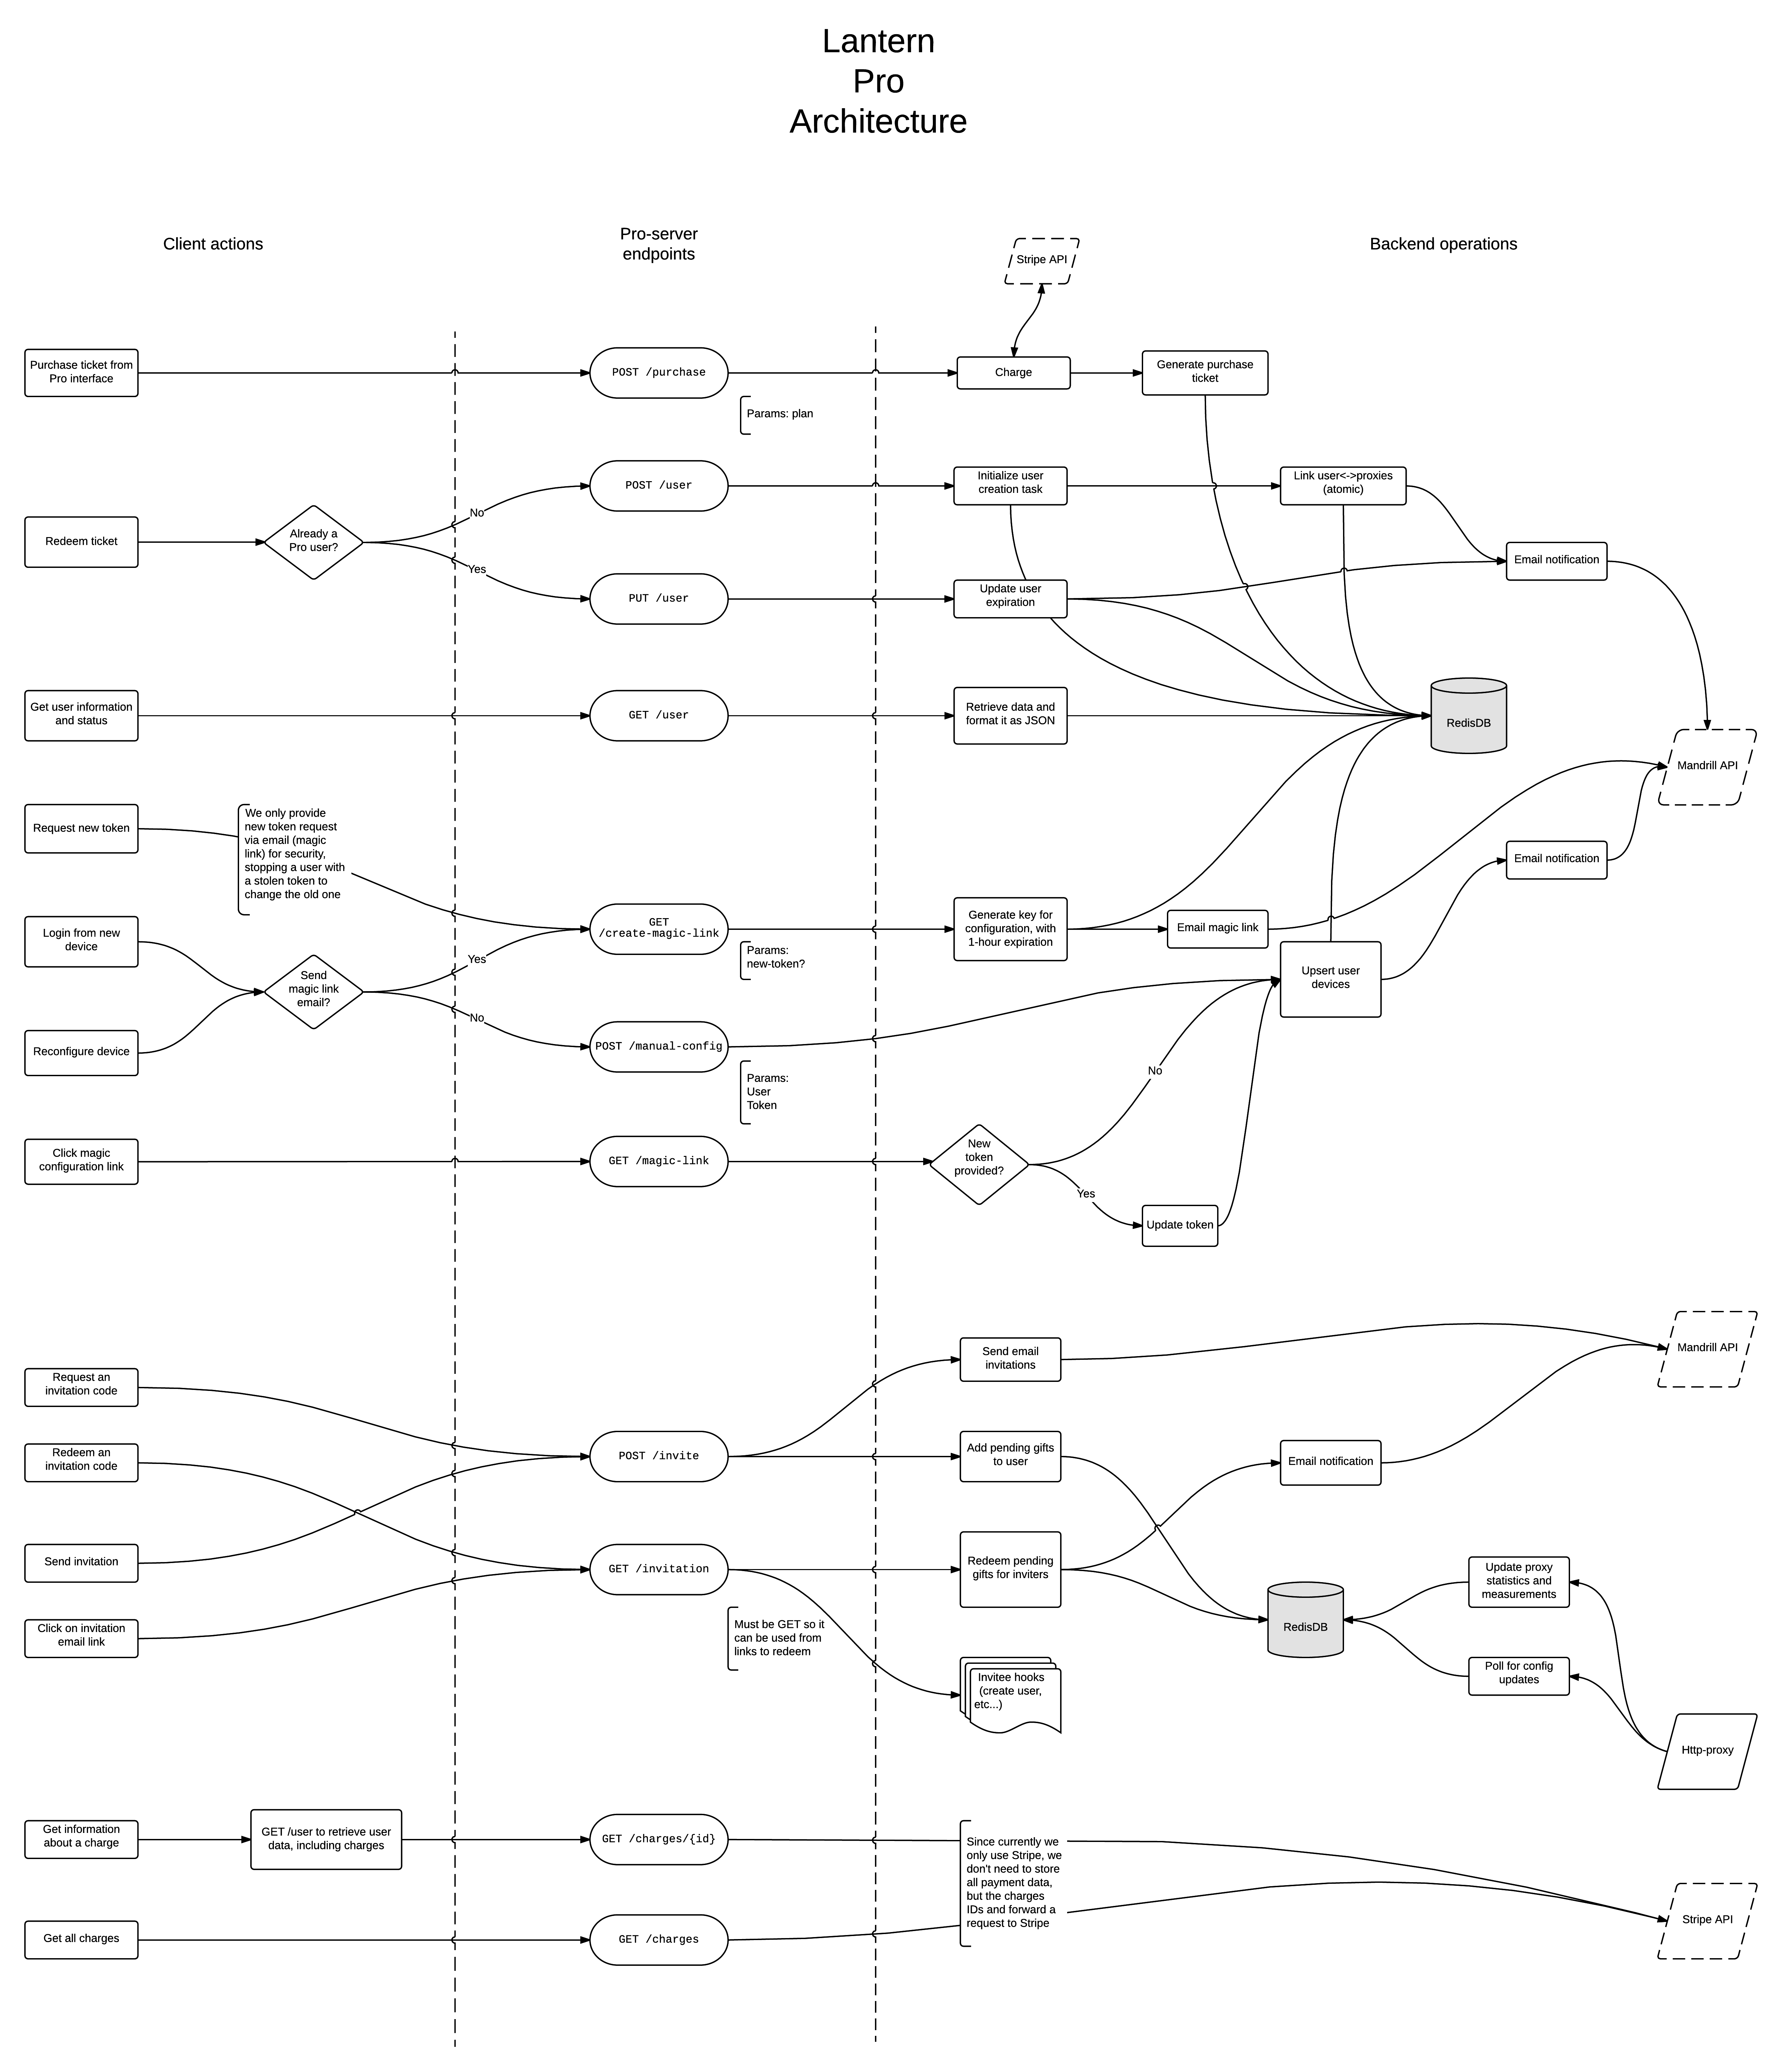 Lantern
Pro
Architecture
Client actions
Pro-server
endpoints
Backend operations
Stripe API
Purchase ticket from
Pro interface
POST /purchase
Charge
Generate purchase
ticket
Params: plan
POST /user
Initialize user
creation task
Link user<->proxies
(atomic)
No
Redeem ticket
Already a
Pro user?
Email notification
Yes
PUT /user
Update user
expiration
Get user information
and status
GET /user
Retrieve data and
format it as JSON
RedisDB
Mandrill API
Request new token
We only provide
new token request
via email (magic
link) for security,
stopping a user with
a stolen token to
change the old one
Email notification
Login from new
device
GET
/create-magic-link
Generate key for
configuration, with
1-hour expiration
Email magic link
Params:
new-token?
Yes
Send
magic link
email?
Upsert user
devices
No
Reconfigure device
POST /manual-config
Params:
User
Token
No
Click magic
configuration link
GET /magic-link
New
token
provided?
Yes
Update token
Send email
invitations
Mandrill API
Request an
invitation code
Redeem an
invitation code
POST /invite
Add pending gifts
to user
Email notification
Send invitation
GET /invitation
Redeem pending
gifts for inviters
Update proxy
statistics and
measurements
Click on invitation
email link
Must be GET so it
can be used from
links to redeem
RedisDB
Invitee hooks
(create user,
etc...)
Poll for config
updates
Http-proxy
Get information
about a charge
GET /user to retrieve user
data, including charges
GET /charges/{id}
Since currently we
only use Stripe, we
don't need to store
all payment data,
but the charges
IDs and forward a
request to Stripe
Stripe API
Get all charges
GET /charges